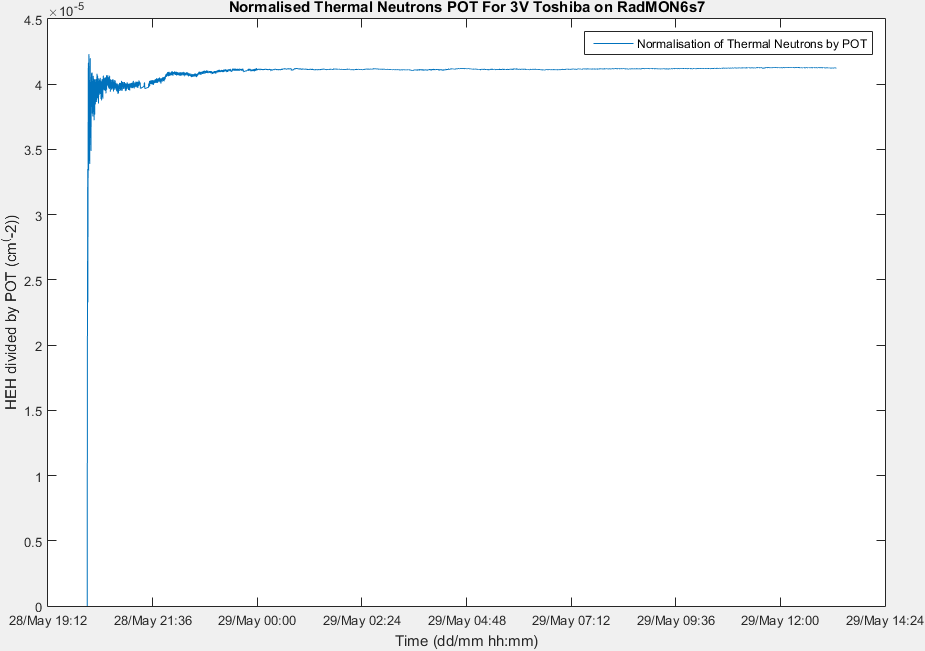 Normalised Thermal Neutrons POT For 3V Toshiba on RadMON6s7
×10-5
Normalisation of Thermal Neutrons by POT
4.5
4
3.5
3
2.5
2
1.5
1
0.5
0
HEH divided by POT (cm(-2))
28/May 19:12 28/May 21:36 29/May 00:00 29/May 02:24 29/May 04:48 29/May 07:12 29/May 09:36 29/May 12:00 29/May 14:24
Time (dd/mm hh:mm)